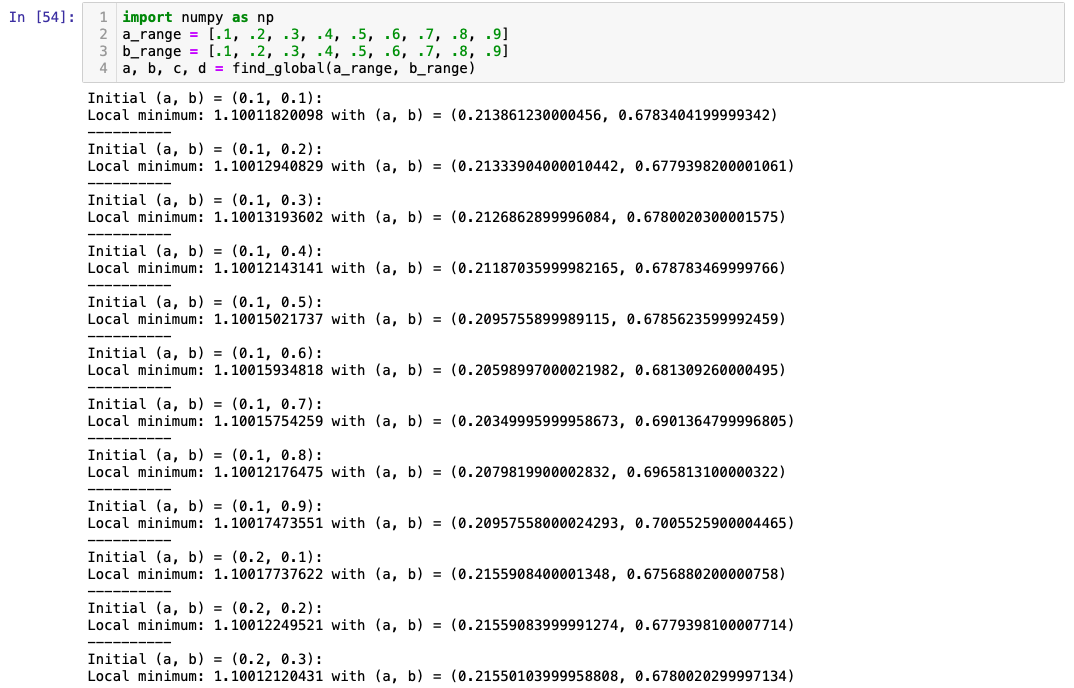 In [54]:
1 import numpy as np
2 a_range = [.1, .2, .3, .4, .5, .6, .7, .8, .9]
3 b_range = [.1, .2, .3, .4, .5, .6, .7, .8, .9]
4 a, b, c, d = find_global(a_range, b_range)
Initial (a, b) = (0.1, 0.1):
Local minimum: 1.10011820098 with (a, b) = (0.213861230000456, 0.6783404199999342)
----------
Initial (a, b) = (0.1, 0.2):
Local minimum: 1.10012940829 with (a, b) = (0.21333904000010442, 0.6779398200001061)
----------
Initial (a, b) = (0.1, 0.3):
Local minimum: 1.10013193602 with (a, b) = (0.2126862899996084, 0.6780020300001575)
----------
Initial (a, b) = (0.1, 0.4):
Local minimum: 1.10012143141 with (a, b) = (0.21187035999982165, 0.678783469999766)
----------
Initial (a, b) = (0.1, 0.5):
Local minimum: 1.10015021737 with (a, b) = (0.2095755899989115, 0.6785623599992459)
----------
Initial (a, b) = (0.1, 0.6):
Local minimum: 1.10015934818 with (a, b) = (0.20598997000021982, 0.681309260000495)
----------
Initial (a, b) = (0.1, 0.7):
Local minimum: 1.10015754259 with (a, b) = (0.20349995999958673, 0.6901364799996805)
----------
Initial (a, b) = (0.1, 0.8):
Local minimum: 1.10012176475 with (a, b) = (0.2079819900002832, 0.6965813100000322)
----------
Initial (a, b) = (0.1, 0.9):
Local minimum: 1.10017473551 with (a, b) = (0.20957558000024293, 0.7005525900004465)
----------
Initial (a, b) = (0.2, 0.1):
Local minimum: 1.10017737622 with (a, b) = (0.2155908400001348, 0.6756880200000758)
----------
Initial (a, b) = (0.2, 0.2):
Local minimum: 1.10012249521 with (a, b) = (0.21559083999991274, 0.6779398100007714)
----------
Initial (a, b) = (0.2, 0.3):
Local minimum: 1.10012120431 with (a, b) = (0.21550103999958808, 0.6780020299997134)